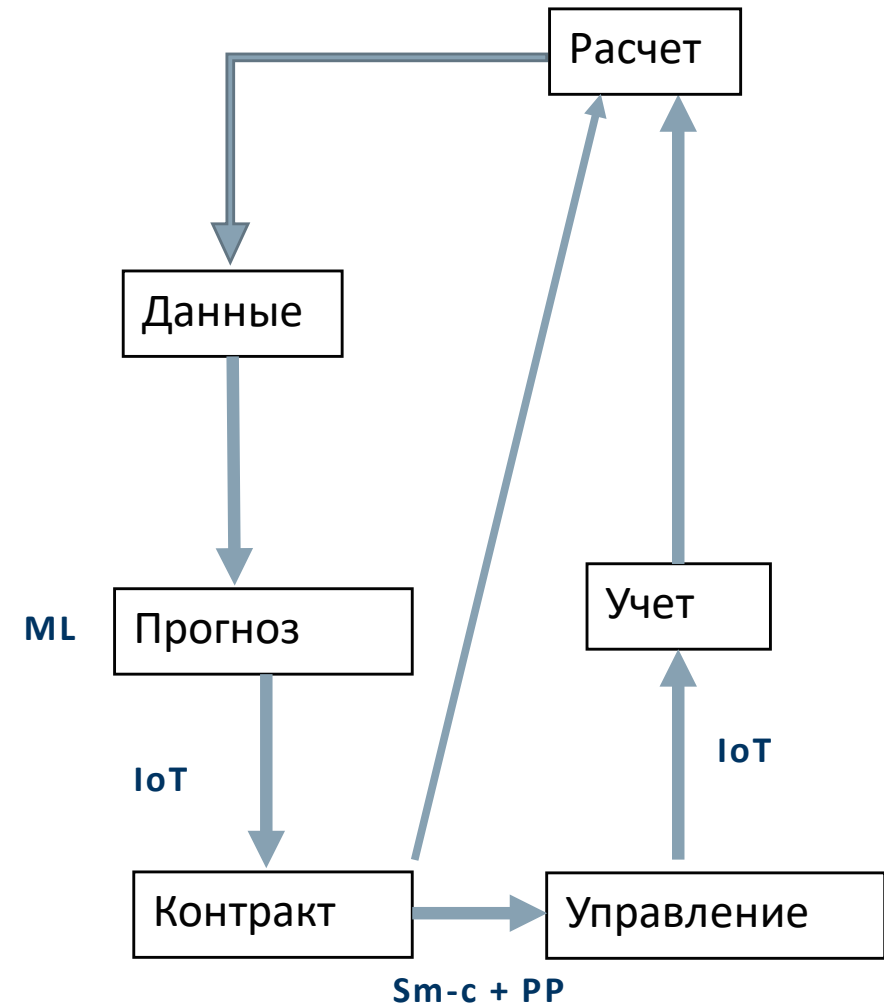 Расчет
Данные
ML
Прогноз
Учет
IoT
IoT
Контракт
Управление
Sm-c + PP